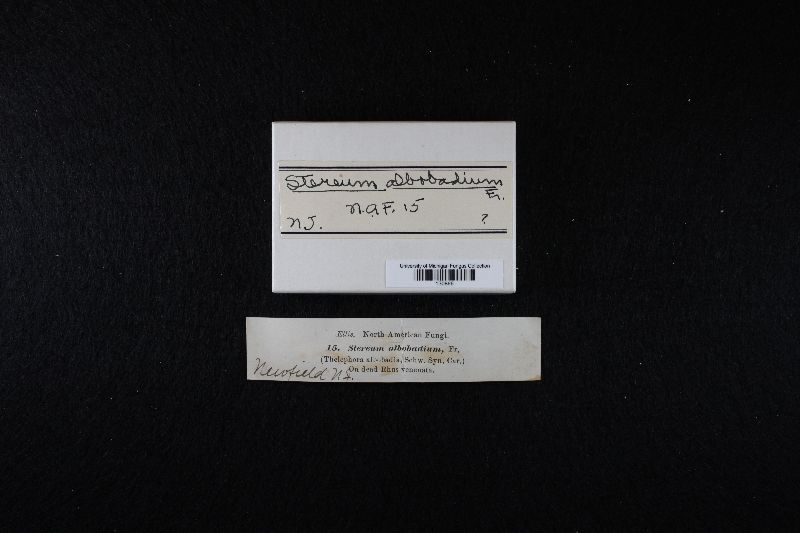 Stereum albobadium
Fr.
N.A.F. 15
NJ.
?
University of Michigan Fungus Collection
Ellis. North American Fungi.
15. Stereum albobadium, Fr.
(Thelephora albobadia, Schw. Syn. Car.)
On dead Rhus venenata.
Newfield N.J.